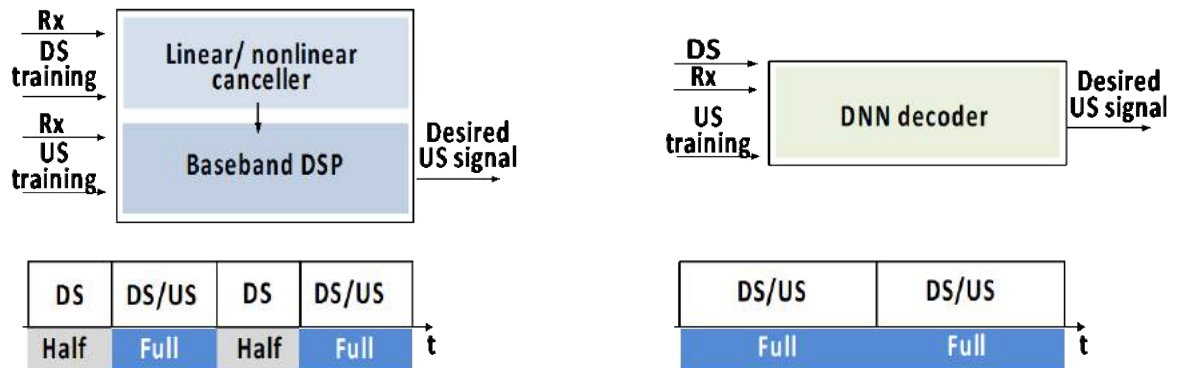 Rx
DS
training
Rx
US
training
Linear/ nonlinear
canceller
Baseband DSP
Desired
US signal
DS
Rx
US
training
DNN decoder
Desired
US signal
DS
DS/US
DS
DS/US
Half
Full
Half
Full
t
DS/US
DS/US
Full
Full
t